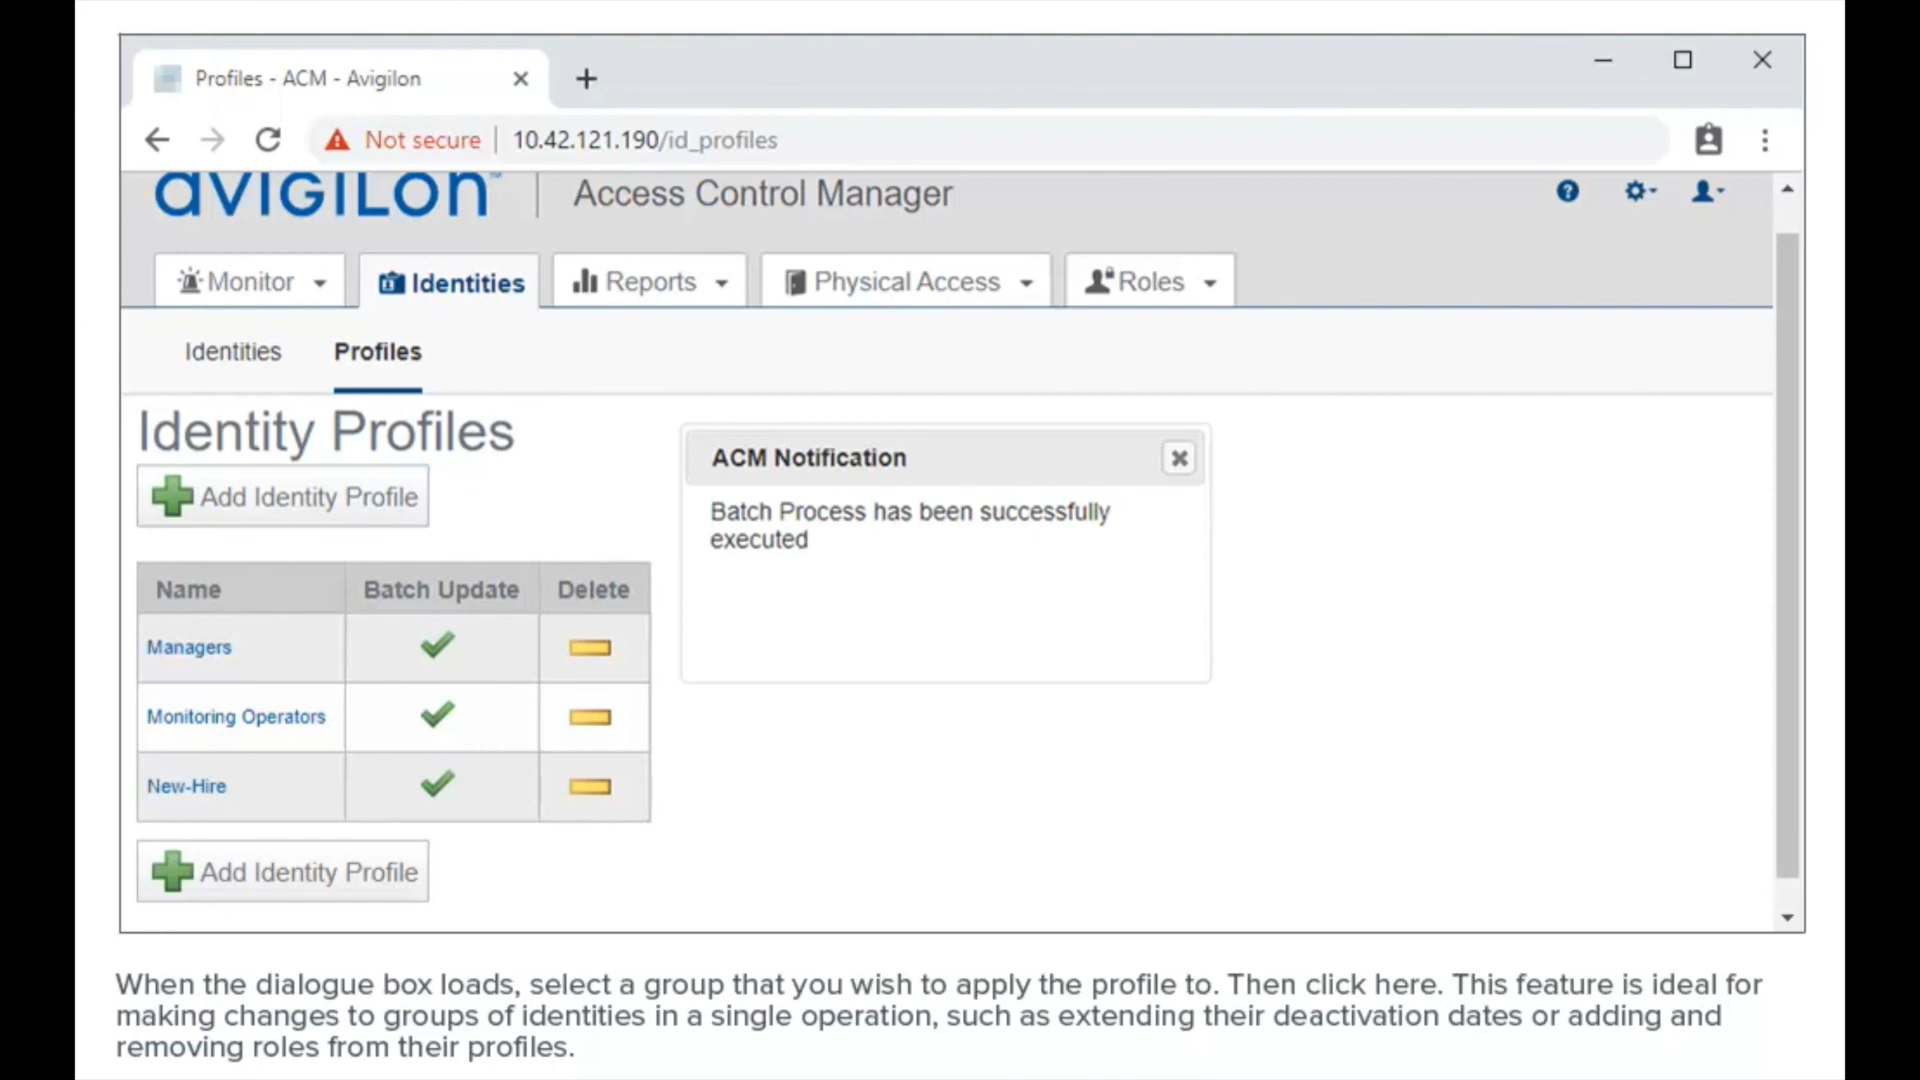 Profiles - ACM - Avigilon
Not secure | 10.42.121.190/id_profiles
avigilon™ | Access Control Manager
Monitor Identities Reports Physical Access Roles
Identities Profiles
Identity Profiles
Add Identity Profile
ACM Notification
Batch Process has been successfully
executed
Name Batch Update Delete
Managers
Monitoring Operators
New-Hire
Add Identity Profile
When the dialogue box loads, select a group that you wish to apply the profile to. Then click here. This feature is ideal for
making changes to groups of identities in a single operation, such as extending their deactivation dates or adding and
removing roles from their profiles.